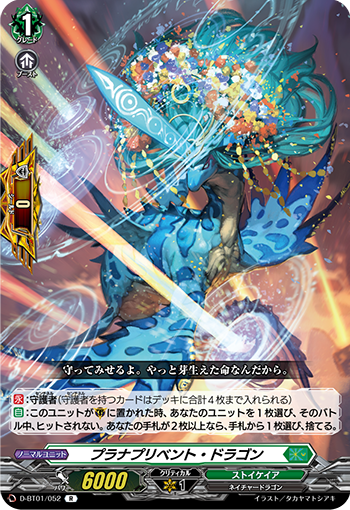 1
グレード
ブースト
シールド
0
守ってみせるよ。やっと芽生えた命なんだから。
永:守護者(守護者を持つカードはデッキに合計4枚まで入れられる)
自:このユニットがGに置かれた時、あなたのユニットを1枚選び、そのバト
ル中、ヒットされない。あなたの手札が2枚以上なら、手札から1枚選び、捨てる。
ノーマルユニット
プラナプリベント・ドラゴン
パワー
6000
クリティカル
1
ストイケイア
ネイチャードラゴン
D-BT01/052 R
イラスト/タカヤマトシアキ